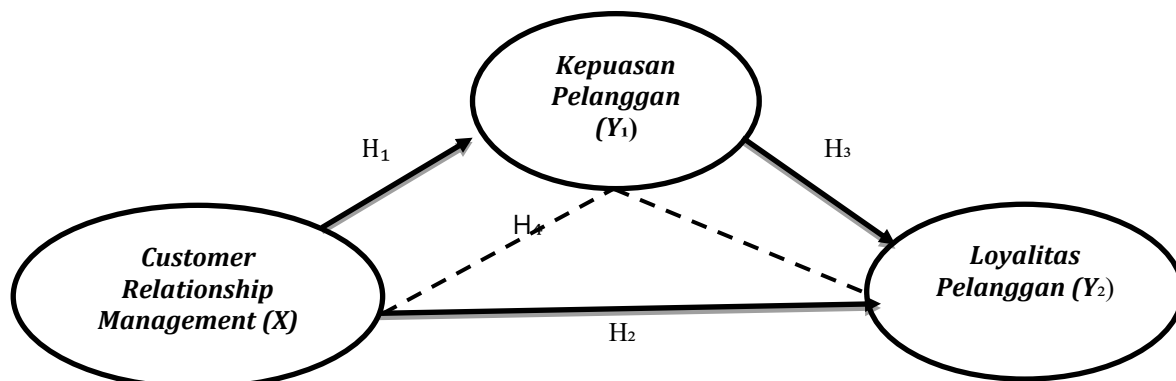 Kepuasan
Pelanggan
(Y₁)
H₁
H₃
H₄
Customer
Relationship
Management (X)
Loyalitas
Pelanggan (Y₂)
H₂